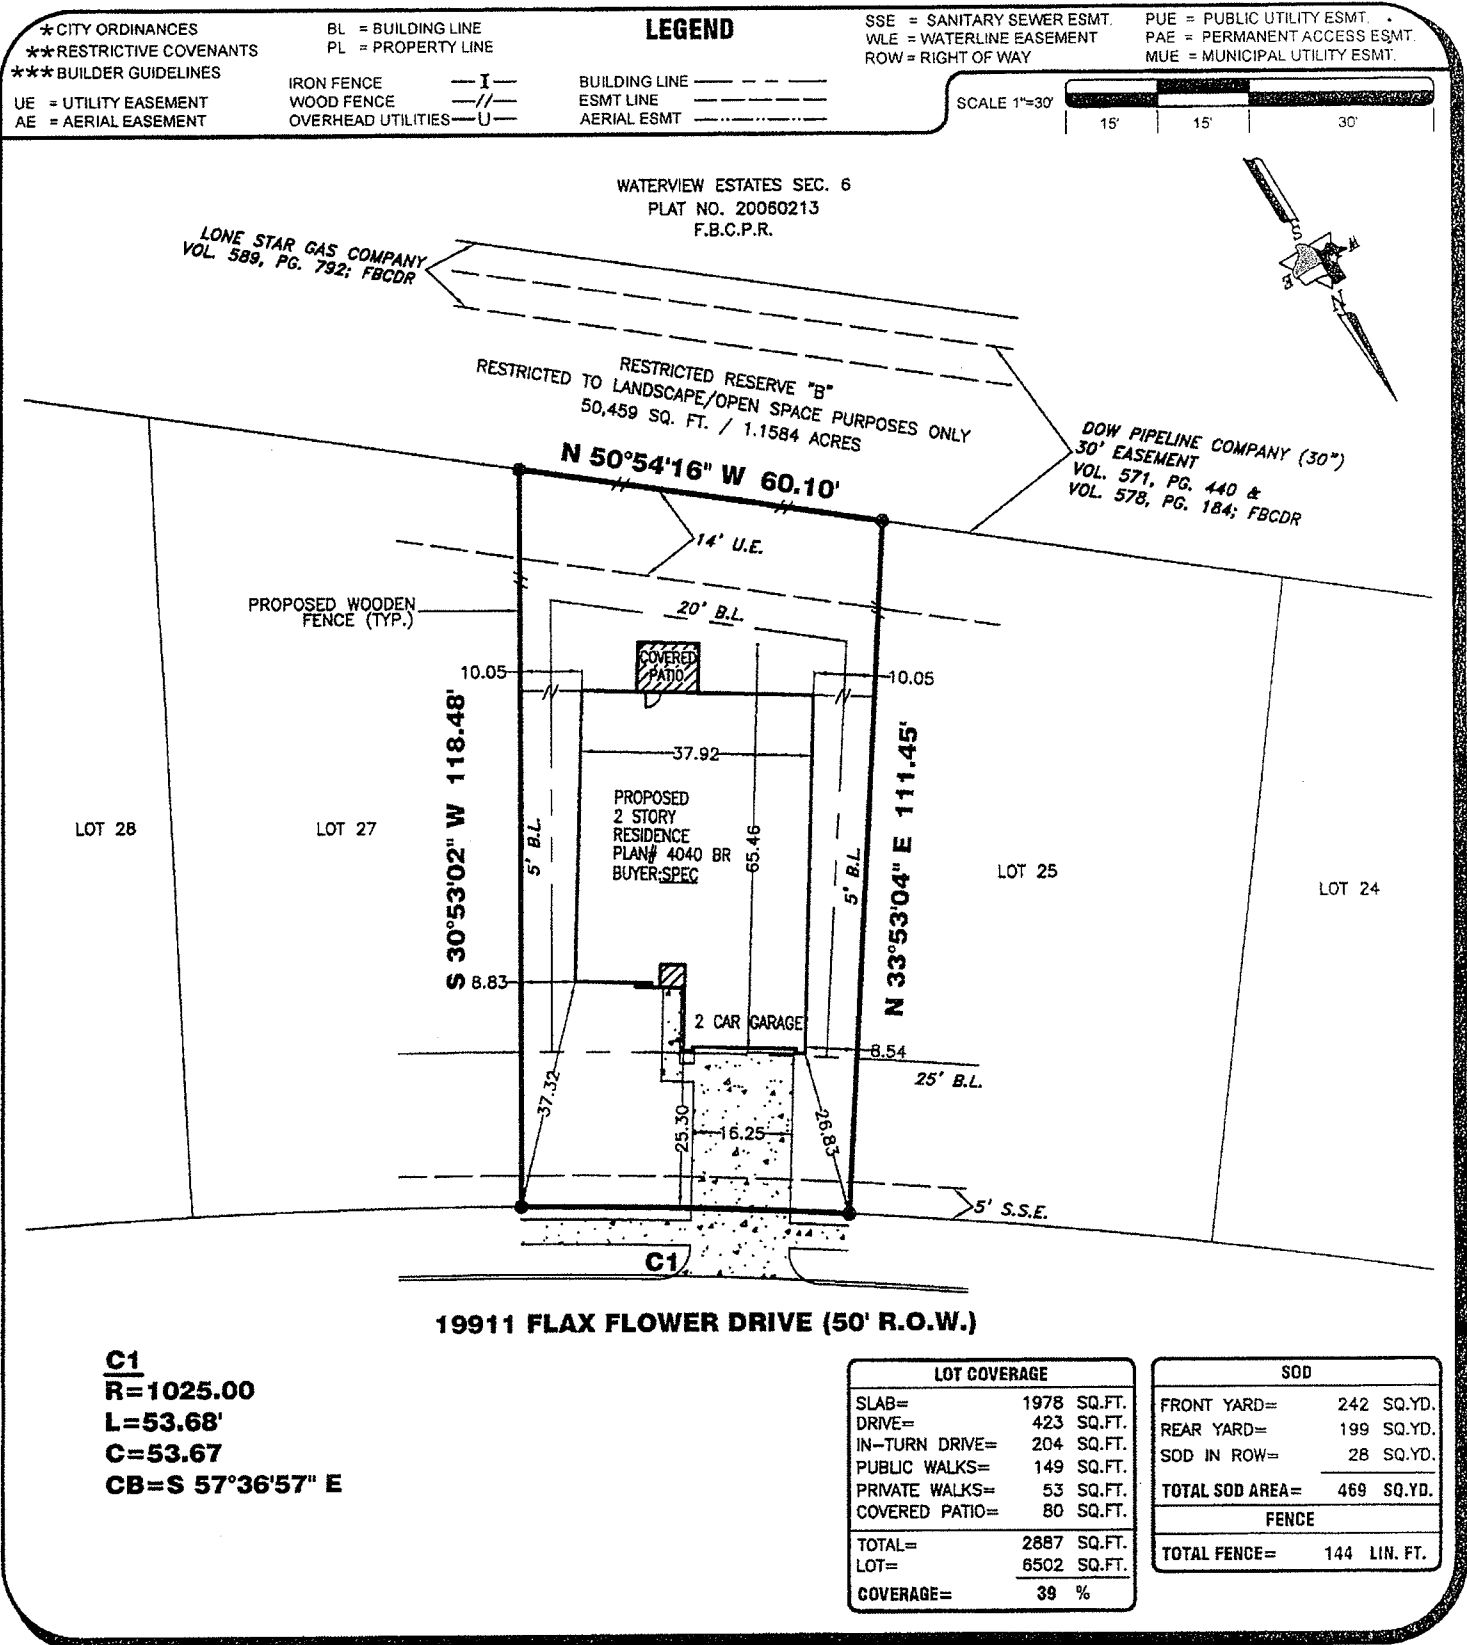 *CITY ORDINANCES
**RESTRICTIVE COVENANTS
***BUILDER GUIDELINES
UE = UTILITY EASEMENT
AE = AERIAL EASEMENT
BL = BUILDING LINE
PL = PROPERTY LINE
IRON FENCE I
WOOD FENCE //
OVERHEAD UTILITIES U
LEGEND
BUILDING LINE
ESMT LINE
AERIAL ESMT
SSE = SANITARY SEWER ESMT.
WLE = WATERLINE EASEMENT
ROW = RIGHT OF WAY
PUE = PUBLIC UTILITY ESMT.
PAE = PERMANENT ACCESS ESMT.
MUE = MUNICIPAL UTILITY ESMT.
SCALE 1"=30'
15' 15' 30'
S
W
E
N
WATERVIEW ESTATES SEC. 6
PLAT NO. 20060213
F.B.C.P.R.
LONE STAR GAS COMPANY
VOL. 589, PG. 792; FBCDR
RESTRICTED RESERVE "B"
RESTRICTED TO LANDSCAPE/OPEN SPACE PURPOSES ONLY
50,459 SQ. FT. / 1.1584 ACRES
DOW PIPELINE COMPANY (30")
30' EASEMENT
VOL. 571, PG. 440 &
VOL. 578, PG. 184; FBCDR
N 50°54'16" W 60.10'
14' U.E.
PROPOSED WOODEN
FENCE (TYP.)
20' B.L.
COVERED
PATIO
10.05
10.05
37.92
S 30°53'02" W 118.48'
N 33°53'04" E 111.45'
PROPOSED
2 STORY
RESIDENCE
PLAN# 4040 BR
BUYER:SPEC
65.46
5' B.L.
5' B.L.
LOT 28
LOT 27
LOT 25
LOT 24
8.83
2 CAR GARAGE
8.54
25' B.L.
37.32
25.30
16.25
26.83
5' S.S.E.
C1
19911 FLAX FLOWER DRIVE (50' R.O.W.)
C1
R=1025.00
L=53.68'
C=53.67
CB=S 57°36'57" E
LOT COVERAGE
SLAB= 1978 SQ.FT.
DRIVE= 423 SQ.FT.
IN-TURN DRIVE= 204 SQ.FT.
PUBLIC WALKS= 149 SQ.FT.
PRIVATE WALKS= 53 SQ.FT.
COVERED PATIO= 80 SQ.FT.
TOTAL= 2887 SQ.FT.
LOT= 6502 SQ.FT.
COVERAGE= 39 %
SOD
FRONT YARD= 242 SQ.YD.
REAR YARD= 199 SQ.YD.
SOD IN ROW= 28 SQ.YD.
TOTAL SOD AREA= 469 SQ.YD.
FENCE
TOTAL FENCE= 144 LIN. FT.